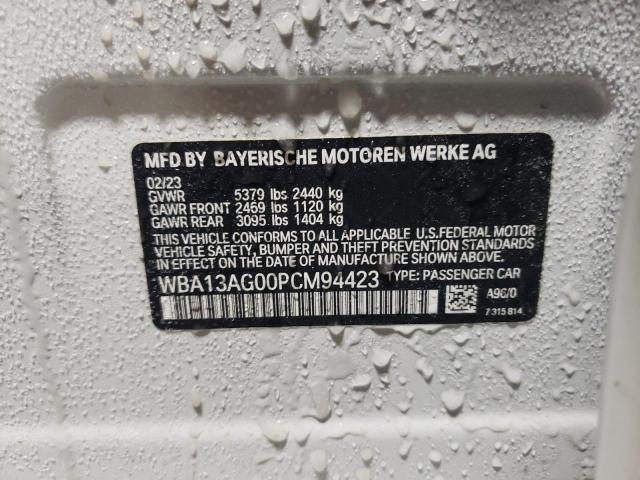 MFD BY BAYERISCHE MOTOREN WERKE AG
02/23
GVWR 5379 lbs 2440 kg
GAWR FRONT 2469 lbs 1120 kg
GAWR REAR 3095 lbs 1404 kg
THIS VEHICLE CONFORMS TO ALL APPLICABLE U.S.FEDERAL MOTOR
VEHICLE SAFETY, BUMPER AND THEFT PREVENTION STANDARDS
IN EFFECT ON THE DATE OF MANUFACTURE SHOWN ABOVE.
WBA13AG00PCM94423 TYPE: PASSENGER CAR
A96/0
7 315 814